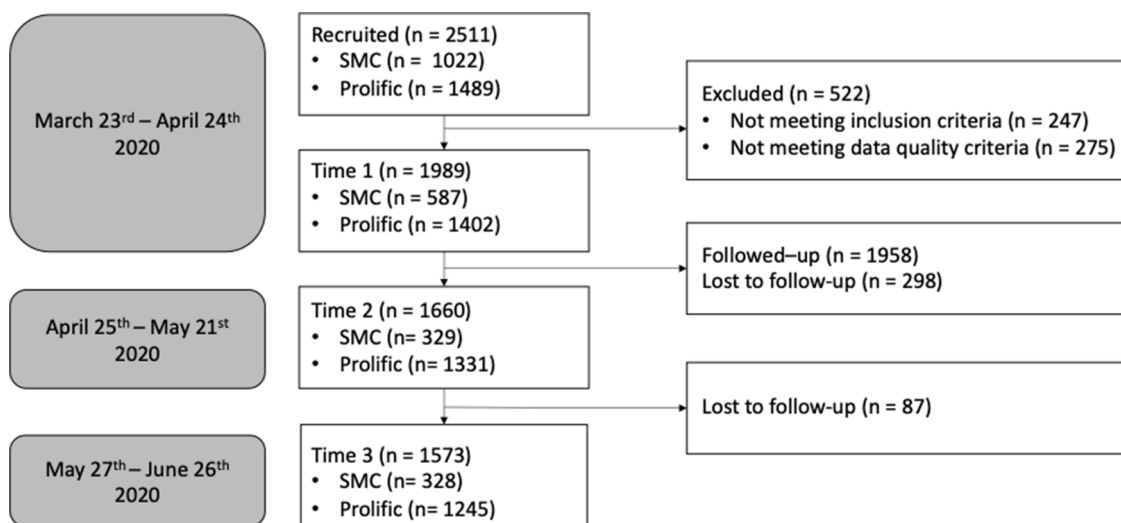 March 23rd – April 24th
2020
Recruited (n = 2511)
• SMC (n =  1022)
• Prolific (n = 1489)
Excluded (n = 522)
• Not meeting inclusion criteria (n = 247)
• Not meeting data quality criteria (n = 275)
Time 1 (n = 1989)
• SMC (n = 587)
• Prolific (n = 1402)
Followed–up (n = 1958)
Lost to follow-up (n = 298)
April 25th – May 21st
2020
Time 2 (n = 1660)
• SMC (n= 329)
• Prolific (n= 1331)
Lost to follow-up (n = 87)
May 27th – June 26th
2020
Time 3 (n = 1573)
• SMC (n= 328)
• Prolific (n= 1245)